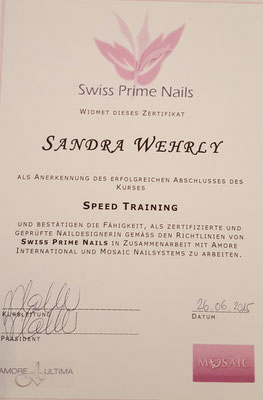 Swiss Prime Nails
Widmet dieses Zertifikat
Sandra Wehrly
als Anerkennung des erfolgreichen Abschlusses des
Kurses
Speed Training
und bestätigen die Fähigkeit, als zertifizierte und
geprüfte Naildesignerin gemäss den Richtlinien von
Swiss Prime Nails in Zusammenarbeit mit Amore
International und Mosaic Nailsystems zu arbeiten.
26.06.2015
Kursleitung
Datum
Präsident
AMORE ULTIMA
MOSAIC